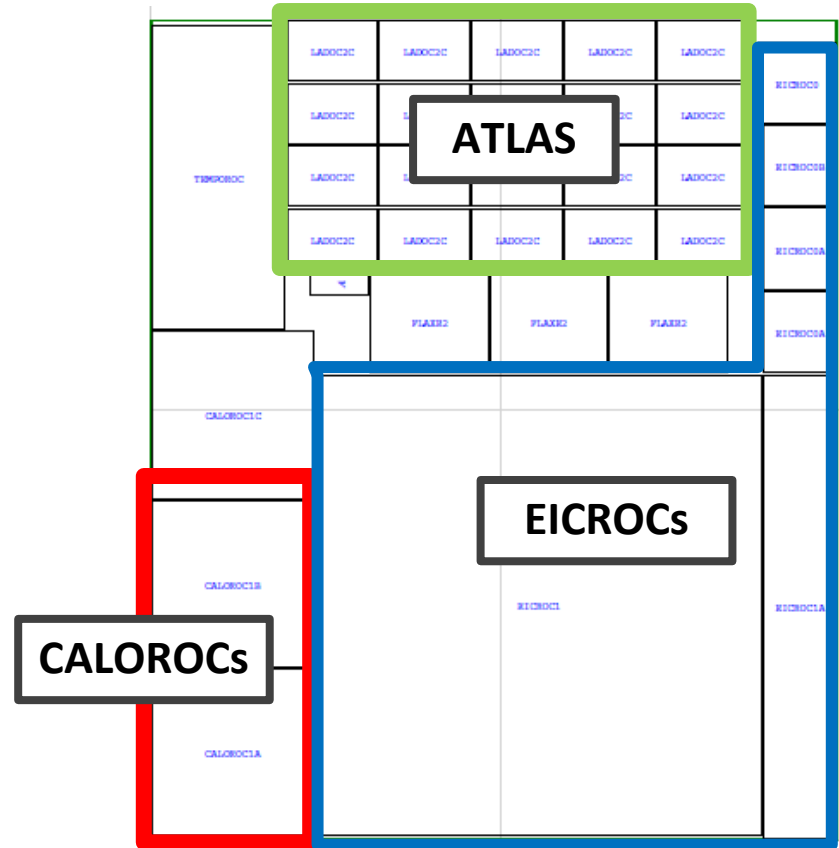 LADOC2C LADOC2C LADOC2C LADOC2C LADOC2C
EICROC0
LADOC2C LADOC2C
ATLAS
EICROC0B
TEMPOROC
LADOC2C LADOC2C
LADOC2C LADOC2C LADOC2C LADOC2C LADOC2C
EICROC0A
FLAXE2 FLAXE2 FLAXE2
EICROC0A
CALOROC1C
EICROCs
CALOROC1B
EICROC1
EICROC1A
CALOROCs
CALOROC1A